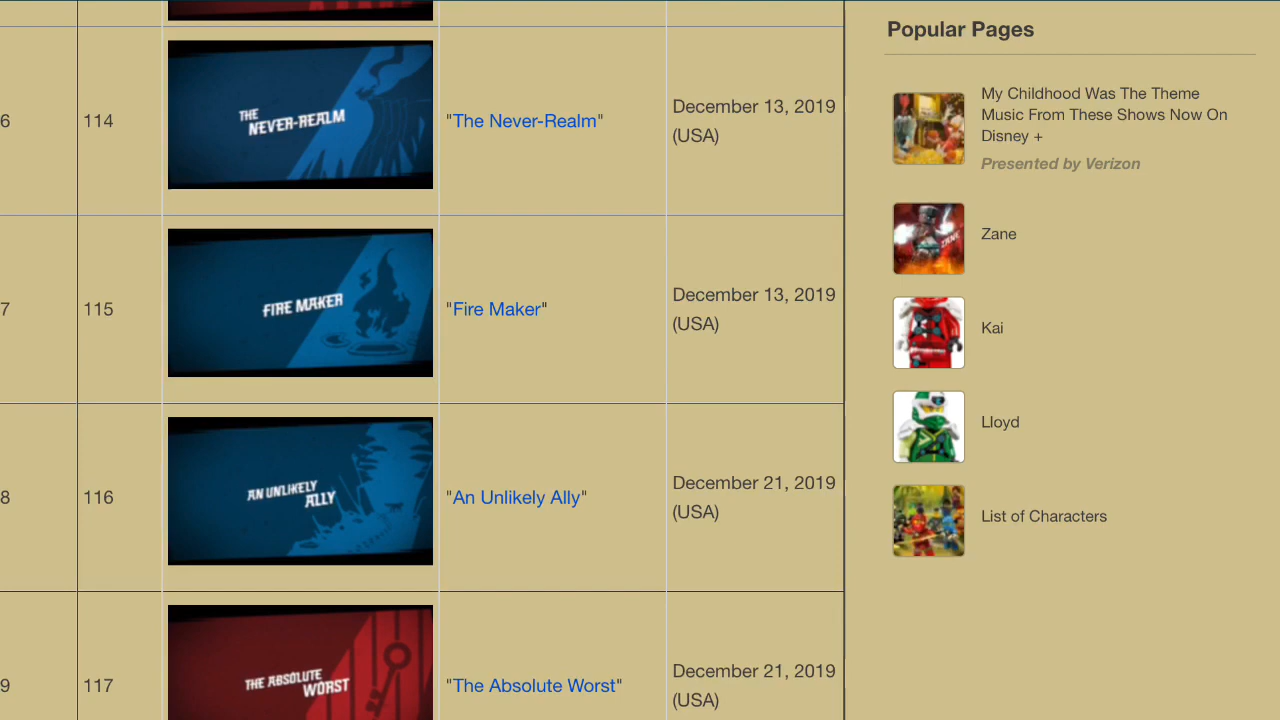 Popular Pages
6
114
THE
NEVER-REALM
"The Never-Realm"
December 13, 2019
(USA)
7
115
FIRE MAKER
"Fire Maker"
December 13, 2019
(USA)
8
116
AN UNLIKELY
ALLY
"An Unlikely Ally"
December 21, 2019
(USA)
9
117
THE ABSOLUTE
WORST
"The Absolute Worst"
December 21, 2019
(USA)
My Childhood Was The Theme
Music From These Shows Now On
Disney +
Presented by Verizon
ZANE
Zane
Kai
Lloyd
List of Characters